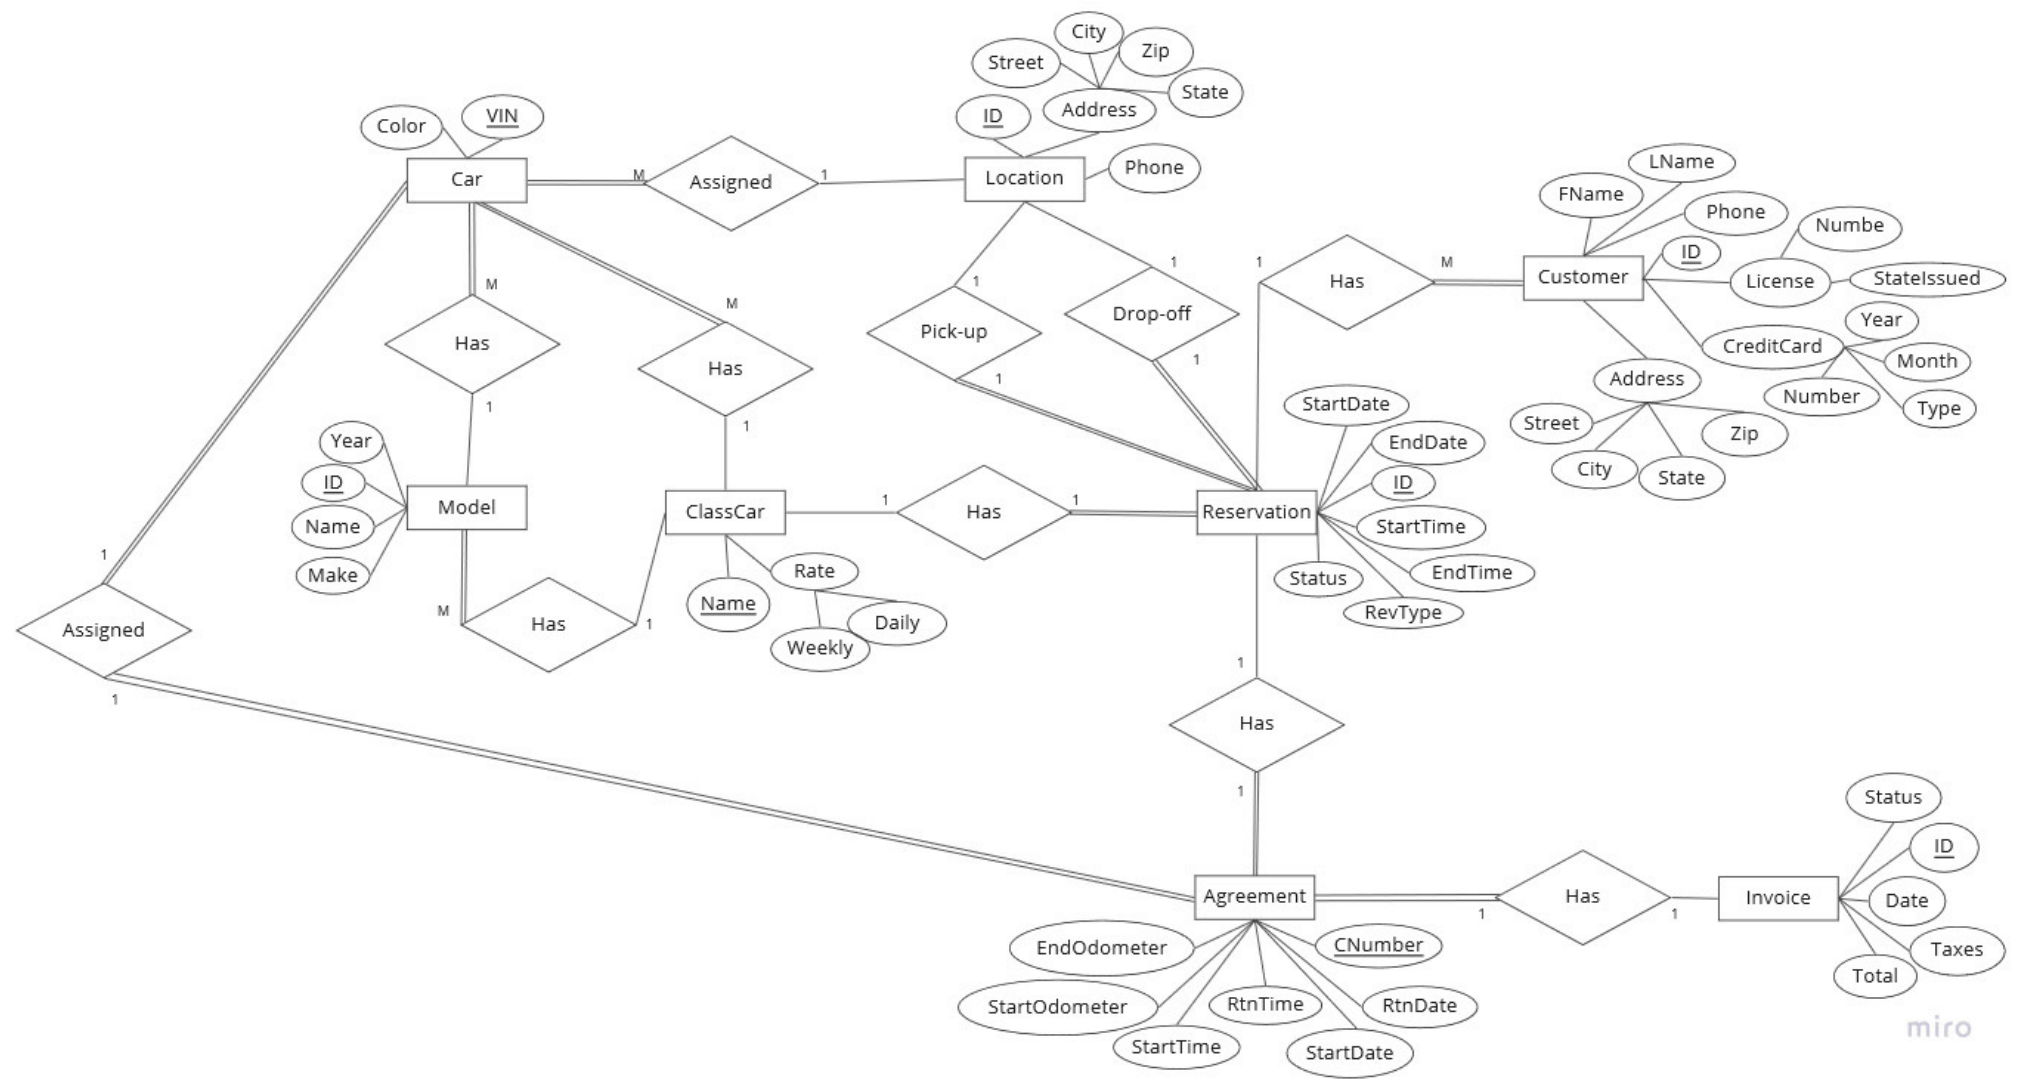 City
Street
Zip
State
Address
ID
Color
VIN
Car
M
Assigned
1
Location
Phone
LName
FName
Phone
ID
Numbe
Customer
License
StateIssued
1
Has
M
CreditCard
Year
Month
Number
Type
Address
Street
Zip
City
State
M
Has
1
M
Has
1
1
Pick-up
1
1
Drop-off
1
Year
ID
Name
Make
Model
M
Has
1
ClassCar
Name
Rate
Daily
Weekly
1
Has
1
Reservation
StartDate
EndDate
ID
StartTime
EndTime
Status
RevType
1
Assigned
1
1
Has
1
Agreement
EndOdometer
CNumber
StartOdometer
RtnTime
RtnDate
StartTime
StartDate
1
Has
1
Invoice
Status
ID
Date
Taxes
Total
miro